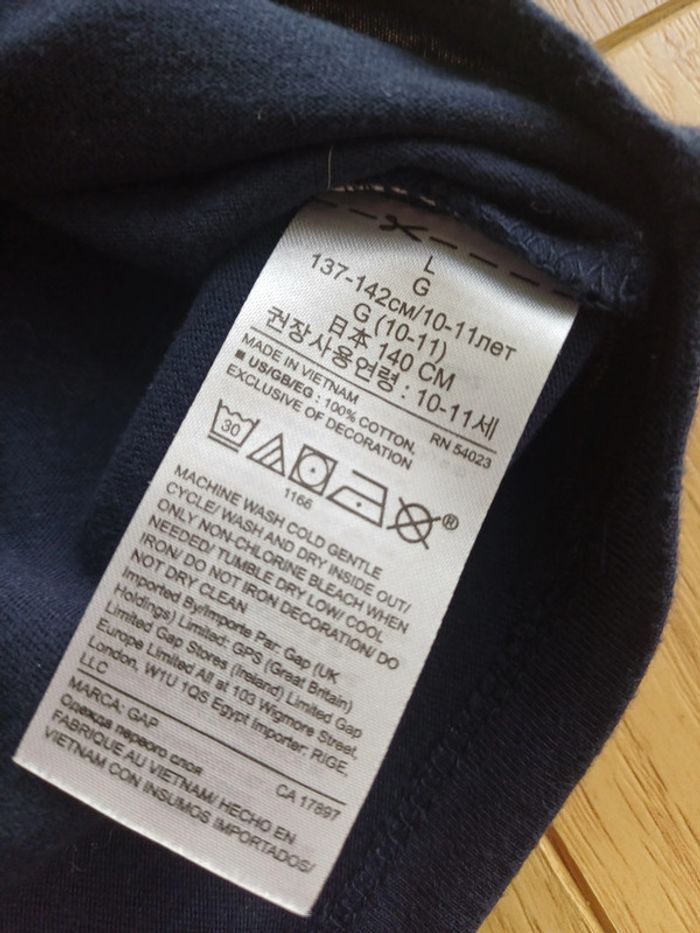 L
G
137-142см/10-11лет
G (10-11)
日本 140 CM
권장사용연령 : 10-11세
MADE IN VIETNAM
RN 54023
■ US/GB/EG : 100% COTTON,
EXCLUSIVE OF DECORATION
30
1166
®
MACHINE WASH COLD GENTLE
CYCLE/ WASH AND DRY INSIDE OUT/
ONLY NON-CHLORINE BLEACH WHEN
NEEDED/ TUMBLE DRY LOW/ COOL
IRON/ DO NOT IRON DECORATION/ DO
NOT DRY CLEAN
Imported By/Importe Par: Gap (UK
Holdings) Limited: GPS (Great Britain)
Limited Gap Stores (Ireland) Limited Gap
Europe Limited All at 103 Wigmore Street,
London, W1U 1QS Egypt Importer: RIGE,
LLC
MARCA: GAP
CA 17897
Одежда первого слоя
FABRIQUE AU VIETNAM/ HECHO EN
VIETNAM CON INSUMOS IMPORTADOS/